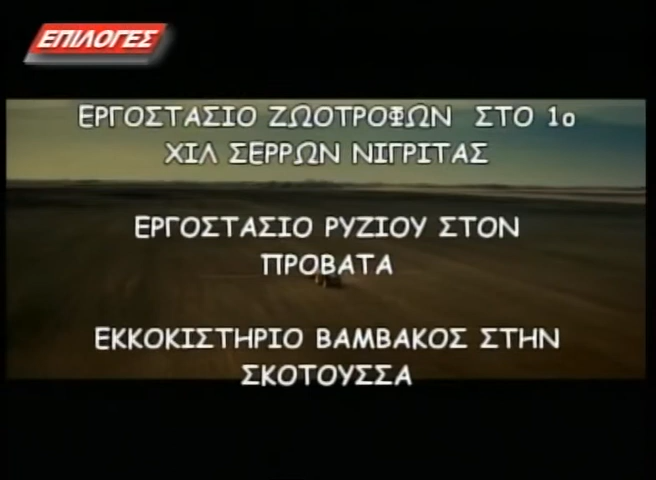 ΕΠΙΛΟΓΕΣ
ΕΡΓΟΣΤΑΣΙΟ ΖΩΟΤΡΟΦΩΝ ΣΤΟ 1ο
ΧΙΛ ΣΕΡΡΩΝ ΝΙΓΡΙΤΑΣ
ΕΡΓΟΣΤΑΣΙΟ ΡΥΖΙΟΥ ΣΤΟΝ
ΠΡΟΒΑΤΑ
ΕΚΚΟΚΙΣΤΗΡΙΟ ΒΑΜΒΑΚΟΣ ΣΤΗΝ
ΣΚΟΤΟΥΣΣΑ